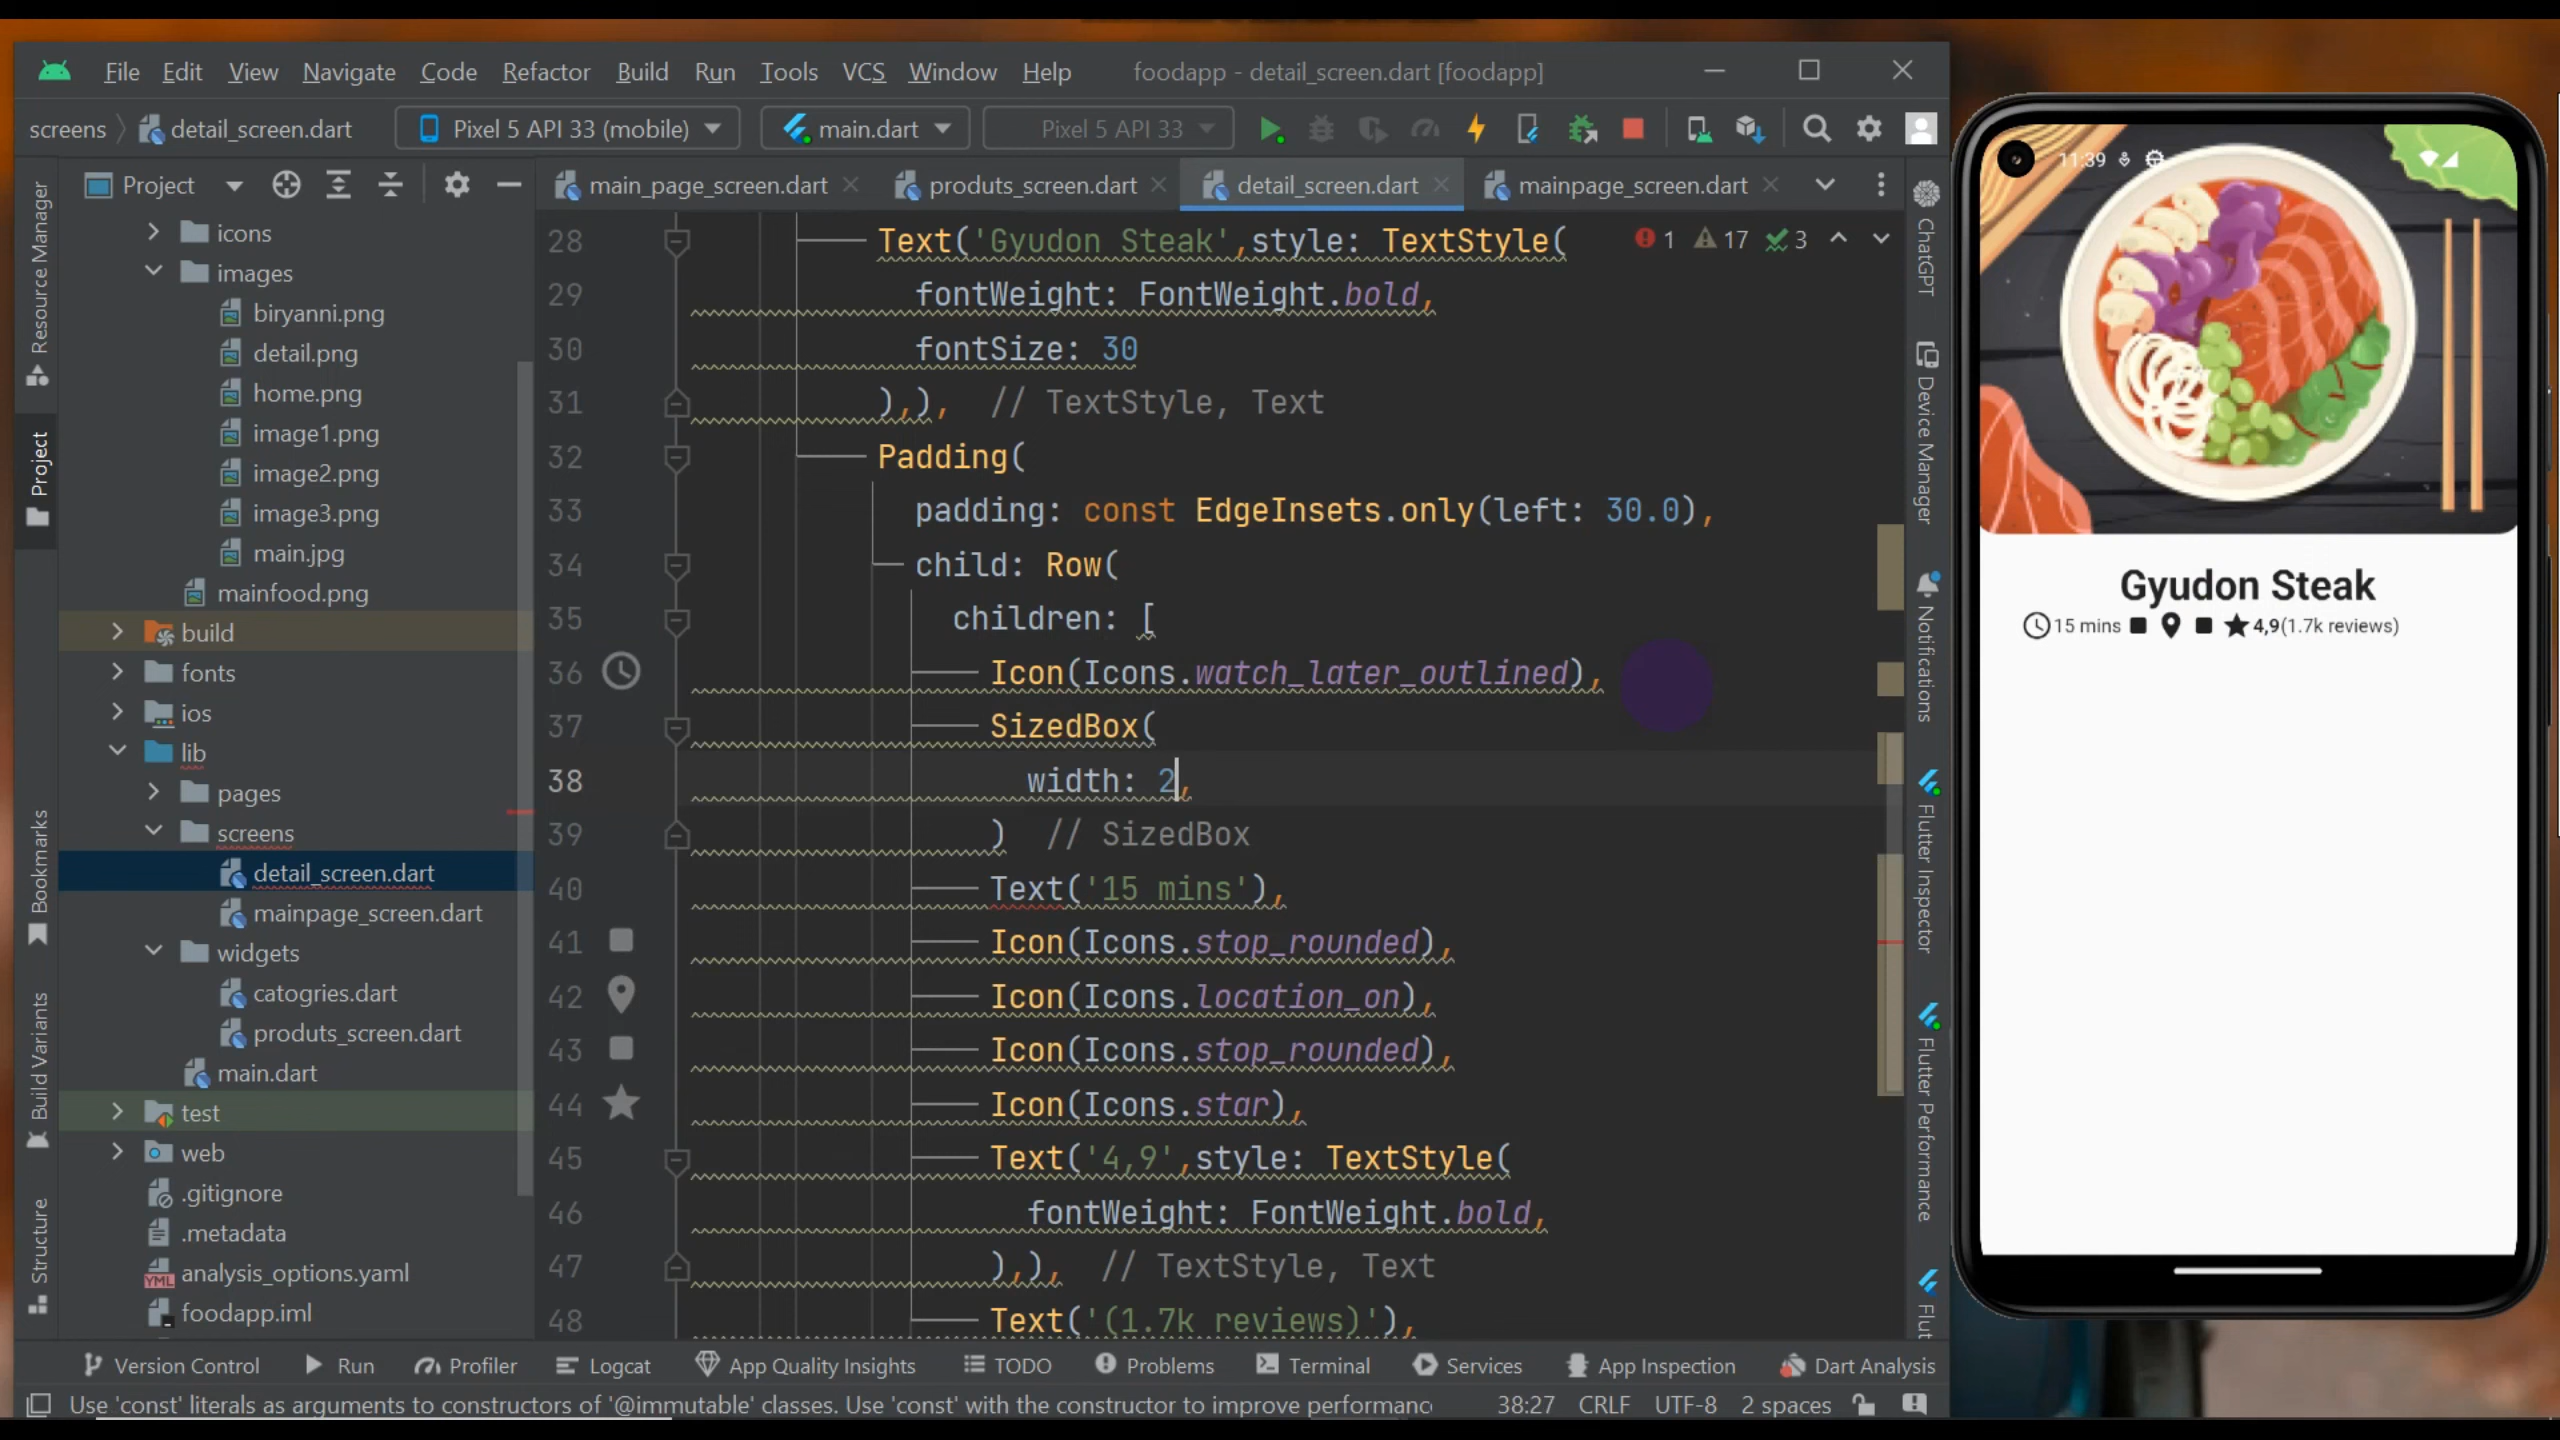 File Edit View Navigate Code Refactor Build Run Tools VCS Window Help foodapp - detail_screen.dart [foodapp]
screens detail_screen.dart Pixel 5 API 33 (mobile) main.dart Pixel 5 API 33
Project main_page_screen.dart produts_screen.dart detail_screen.dart mainpage_screen.dart
Resource Manager
Project
Bookmarks
Build Variants
Structure
icons
images
biryanni.png
detail.png
home.png
image1.png
image2.png
image3.png
main.jpg
mainfood.png
build
fonts
ios
lib
pages
screens
detail_screen.dart
mainpage_screen.dart
widgets
catogries.dart
produts_screen.dart
main.dart
test
web
.gitignore
.metadata
analysis_options.yaml
foodapp.iml
28 Text('Gyudon Steak',style: TextStyle( 1 17 3
29 fontWeight: FontWeight.bold,
30 fontSize: 30
31 ),), // TextStyle, Text
32 Padding(
33 padding: const EdgeInsets.only(left: 30.0),
34 child: Row(
35 children: [
36 Icon(Icons.watch_later_outlined),
37 SizedBox(
38 width: 2,
39 ) // SizedBox
40 Text('15 mins'),
41 Icon(Icons.stop_rounded),
42 Icon(Icons.location_on),
43 Icon(Icons.stop_rounded),
44 Icon(Icons.star),
45 Text('4,9',style: TextStyle(
46 fontWeight: FontWeight.bold,
47 ),), // TextStyle, Text
48 Text('(1.7k reviews)'),
ChatGPT
Device Manager
Notifications
Flutter Inspector
Flutter Performance
Flut
Version Control Run Profiler Logcat App Quality Insights TODO Problems Terminal Services App Inspection Dart Analysis
Use 'const' literals as arguments to constructors of '@immutable' classes. Use 'const' with the constructor to improve performanc 38:27 CRLF UTF-8 2 spaces
11:39
Gyudon Steak
15 mins 4,9(1.7k reviews)